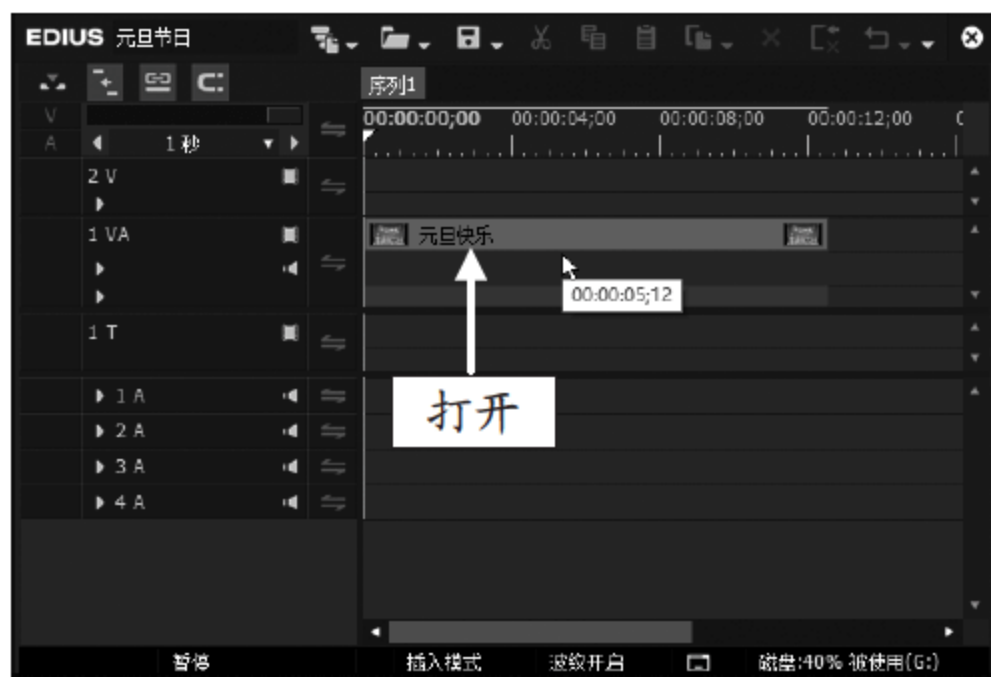 EDIUS 元旦节日
序列1
V
A
1 秒
00:00:00;00 00:00:04;00 00:00:08;00 00:00:12;00
2 V
1 VA
元旦快乐
00:00:05;12
1 T
打开
1 A
2 A
3 A
4 A
暂停 插入模式 波纹开启 磁盘:40% 被使用(G:)